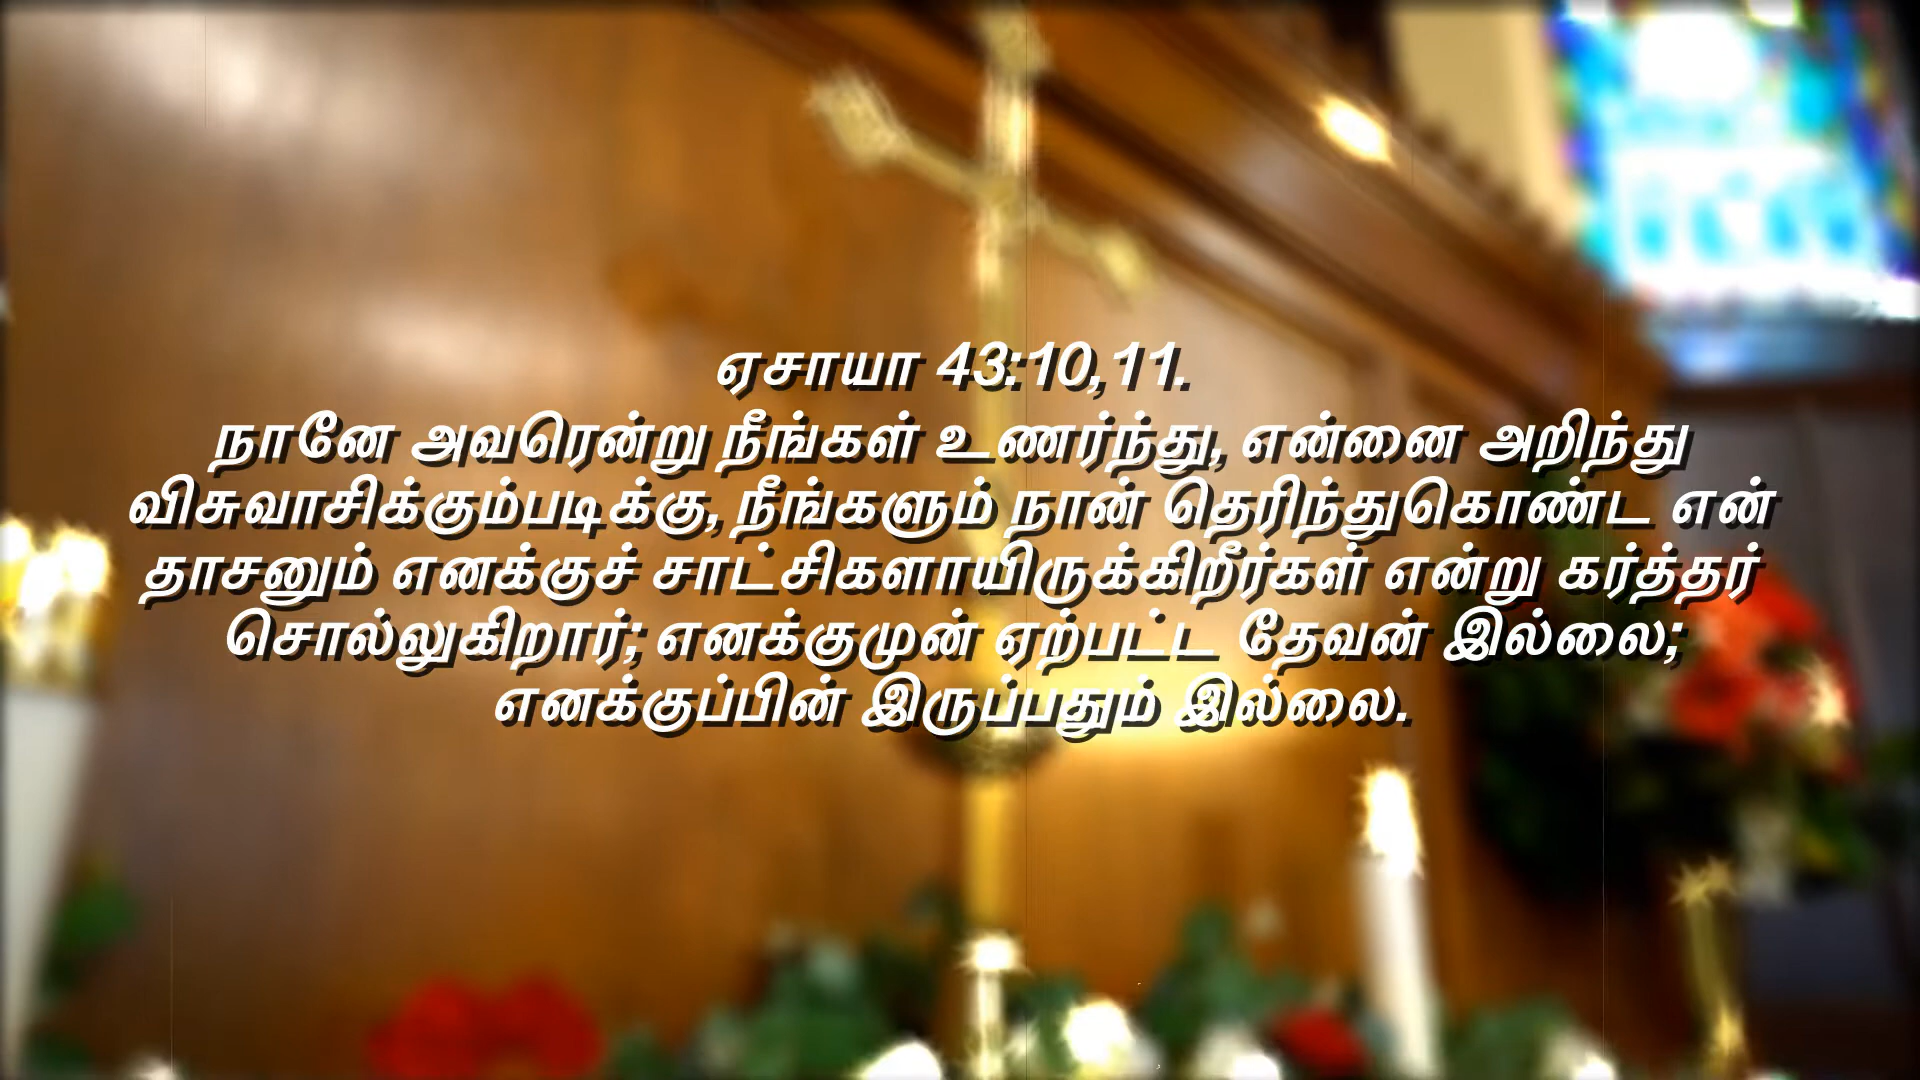 ஏசாயா 43:10,11.
நானே அவரென்று நீங்கள் உணர்ந்து, என்னை அறிந்து
விசுவாசிக்கும்படிக்கு, நீங்களும் நான் தெரிந்துகொண்ட என்
தாசனும் எனக்குச் சாட்சிகளாயிருக்கிறீர்கள் என்று கர்த்தர்
சொல்லுகிறார்; எனக்குமுன் ஏற்பட்ட தேவன் இல்லை;
எனக்குப்பின் இருப்பதும் இல்லை.